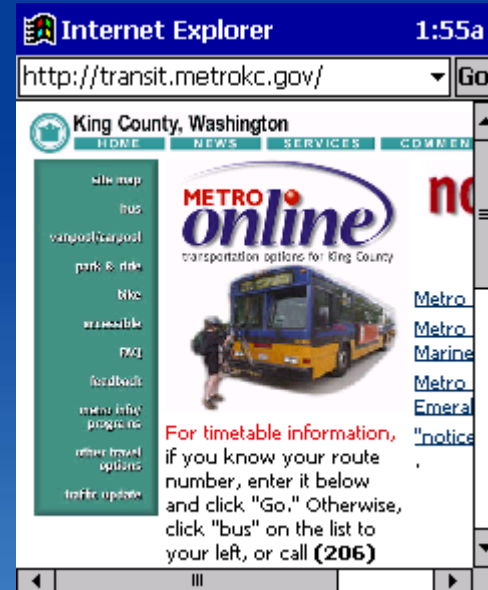 Internet Explorer 1:55a
http://transit.metrokc.gov/ Go
King County, Washington
HOME NEWS SERVICES COMMEN
site map
bus
vanpool/carpool
park & ride
bike
accessible
FAQ
feedback
metro info/
programs
other travel
options
traffic update
METRO
online
transportation options for King County
For timetable information,
if you know your route
number, enter it below
and click "Go." Otherwise,
click "bus" on the list to
your left, or call (206)
no
Metro
Metro
Marine
Metro
Emeral
"notice
.